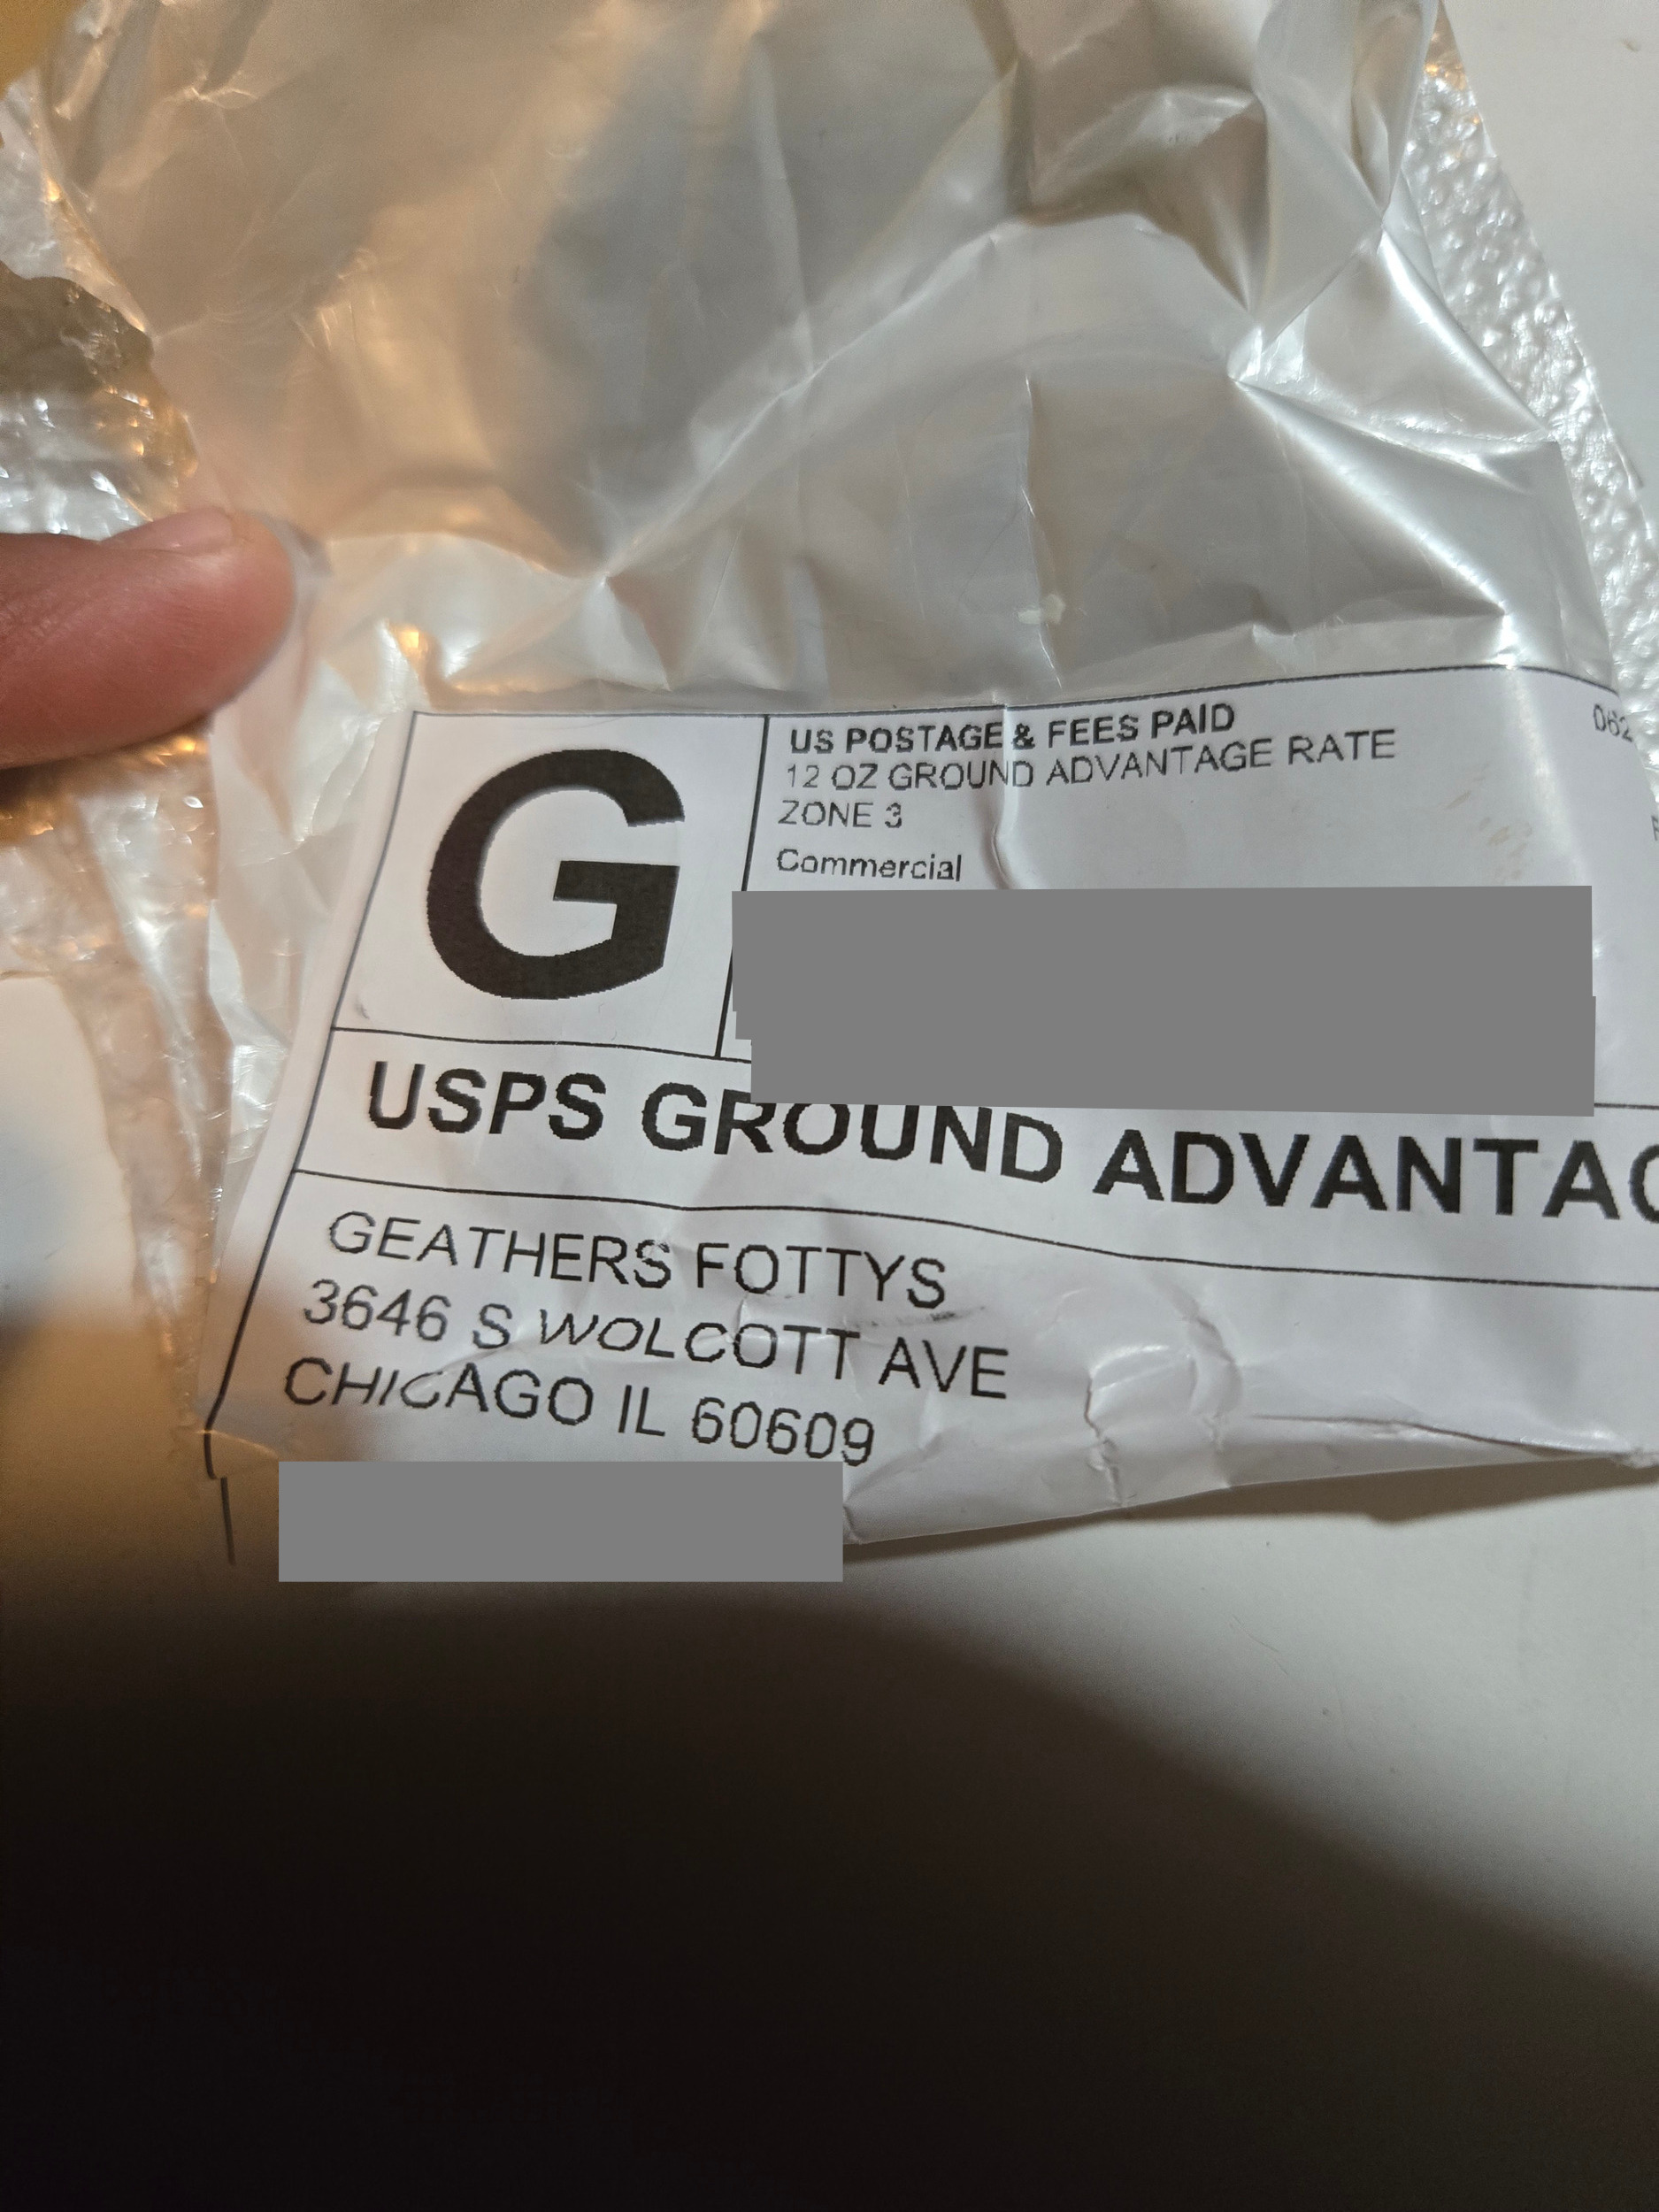 G
US POSTAGE & FEES PAID
12 OZ GROUND ADVANTAGE RATE
ZONE 3
Commercial
062
USPS GROUND
GEATHERS FOTTYS
3646 S WOLCOTT AVE
CHICAGO IL 60609